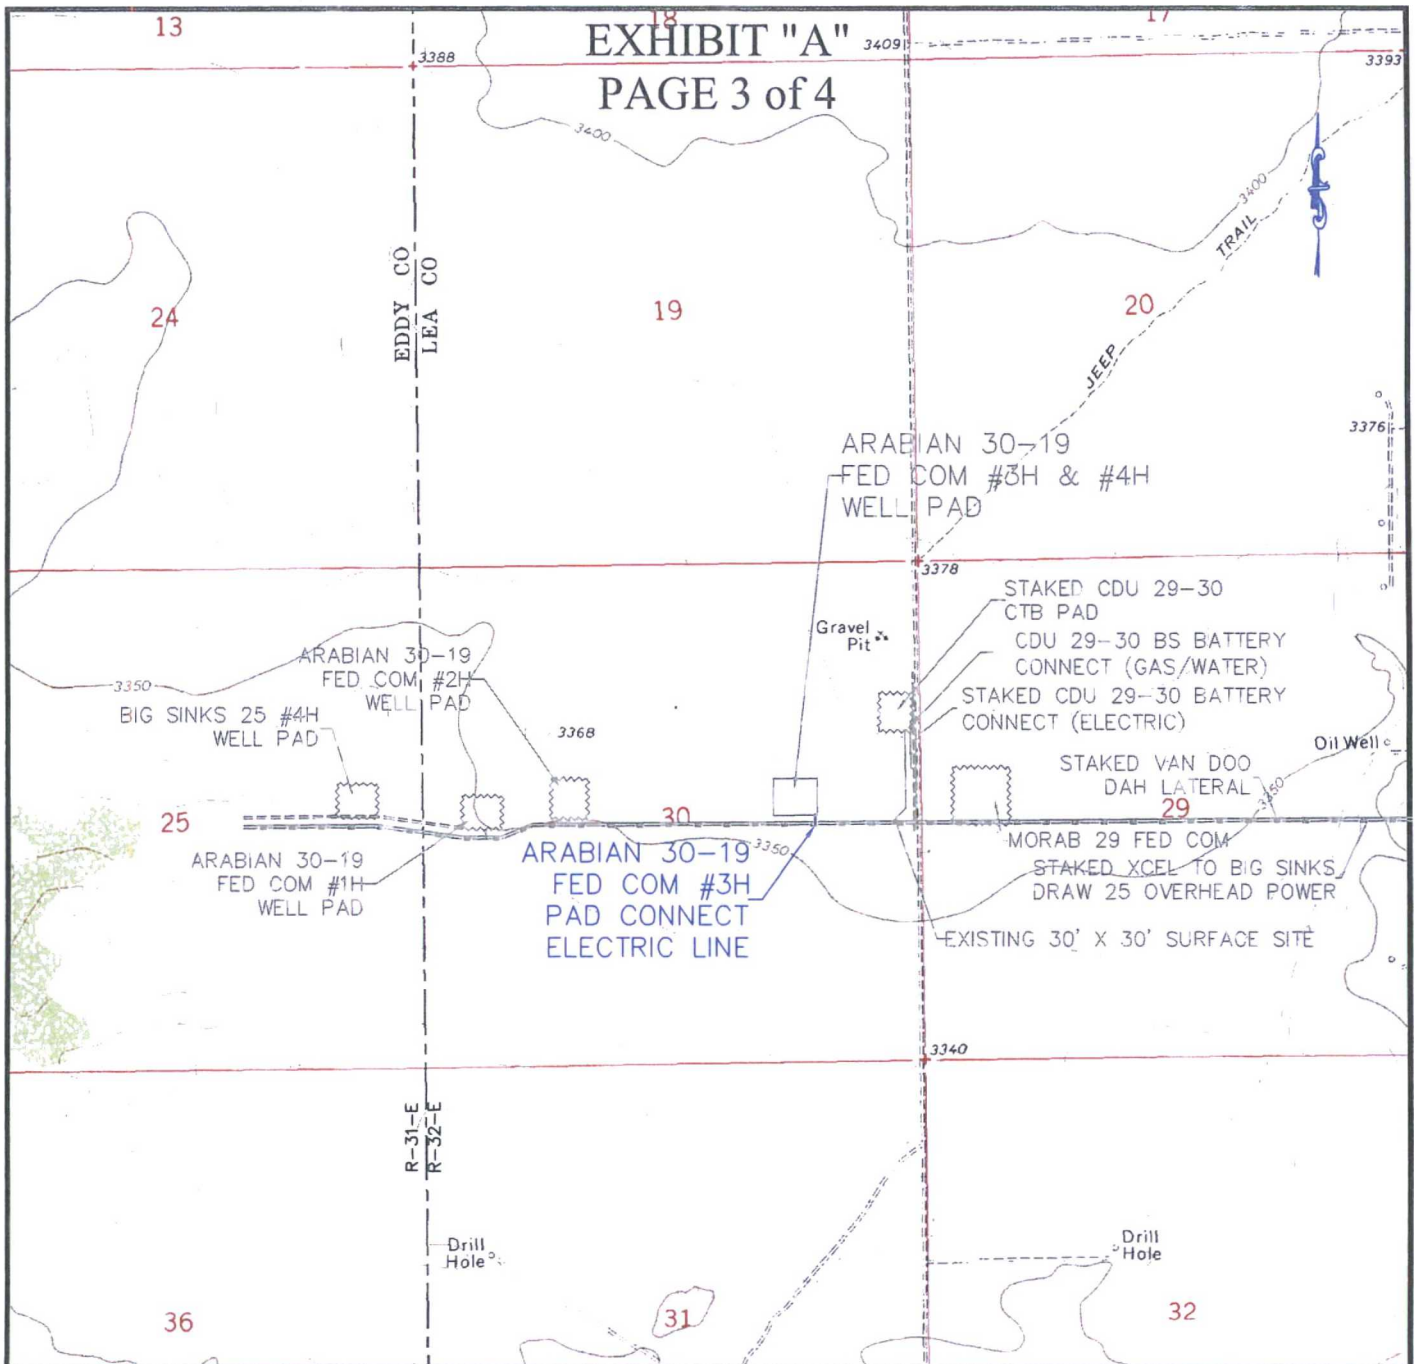 13
18
17
EXHIBIT "A"
PAGE 3 of 4
3409
3388
3393
3400
3400
JEEP TRAIL
EDDY CO
LEA CO
24
19
20
3376
ARABIAN 30-19
FED COM #3H & #4H
WELL PAD
3378
Gravel
Pit
STAKED CDU 29-30
CTB PAD
CDU 29-30 BS BATTERY
CONNECT (GAS/WATER)
STAKED CDU 29-30 BATTERY
CONNECT (ELECTRIC)
ARABIAN 30-19
FED COM #2H
WELL PAD
3350
BIG SINKS 25 #4H
WELL PAD
3368
Oil Well
STAKED VAN DOO
DAH LATERAL
3350
25
30
29
ARABIAN 30-19
FED COM #1H
WELL PAD
ARABIAN 30-19
FED COM #3H
PAD CONNECT
ELECTRIC LINE
3350
MORAB 29 FED COM
STAKED XCEL TO BIG SINKS
DRAW 25 OVERHEAD POWER
EXISTING 30' X 30' SURFACE SITE
3340
R-31-E
R-32-E
Drill
Hole
Drill
Hole
36
31
32